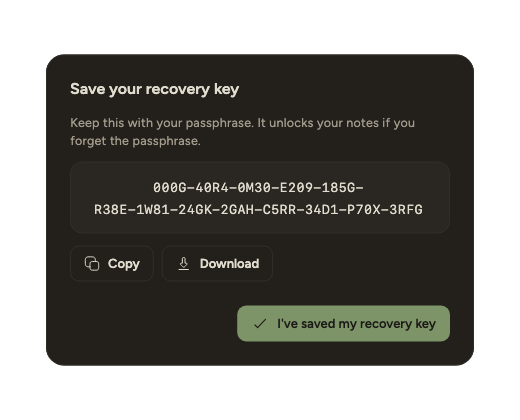 Save your recovery key
Keep this with your passphrase. It unlocks your notes if you
forget the passphrase.
000G-40R4-0M30-E209-185G-
R38E-1W81-24GK-2GAH-C5RR-34D1-P70X-3RFG
Copy
Download
I've saved my recovery key